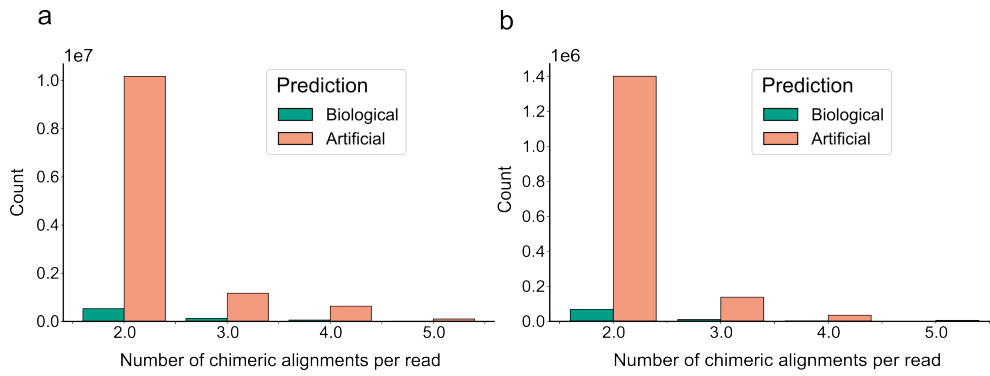 a
1e7
1.0
0.8
0.6
0.4
0.2
0.0
Count
Prediction
Biological
Artificial
2.0 3.0 4.0 5.0
Number of chimeric alignments per read
b
1e6
1.4
1.2
1.0
0.8
0.6
0.4
0.2
0.0
Count
Prediction
Biological
Artificial
2.0 3.0 4.0 5.0
Number of chimeric alignments per read